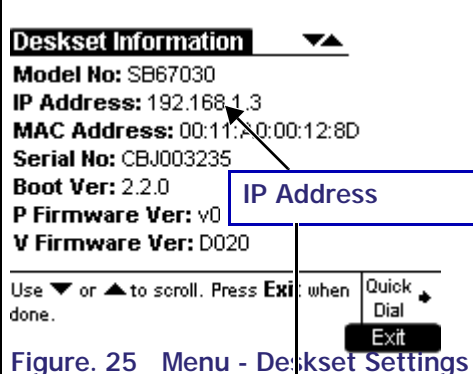 Deskset Information ▼▲
Model No: SB67030
IP Address: 192.168.1.3
MAC Address: 00:11:A0:00:12:8D
Serial No: CBJ003235
Boot Ver: 2.2.0
IP Address
P Firmware Ver: v0
V Firmware Ver: D020
Use ▼ or ▲ to scroll. Press Exit when
done.
Quick
Dial
Exit
Figure. 25 Menu - Deskset Settings